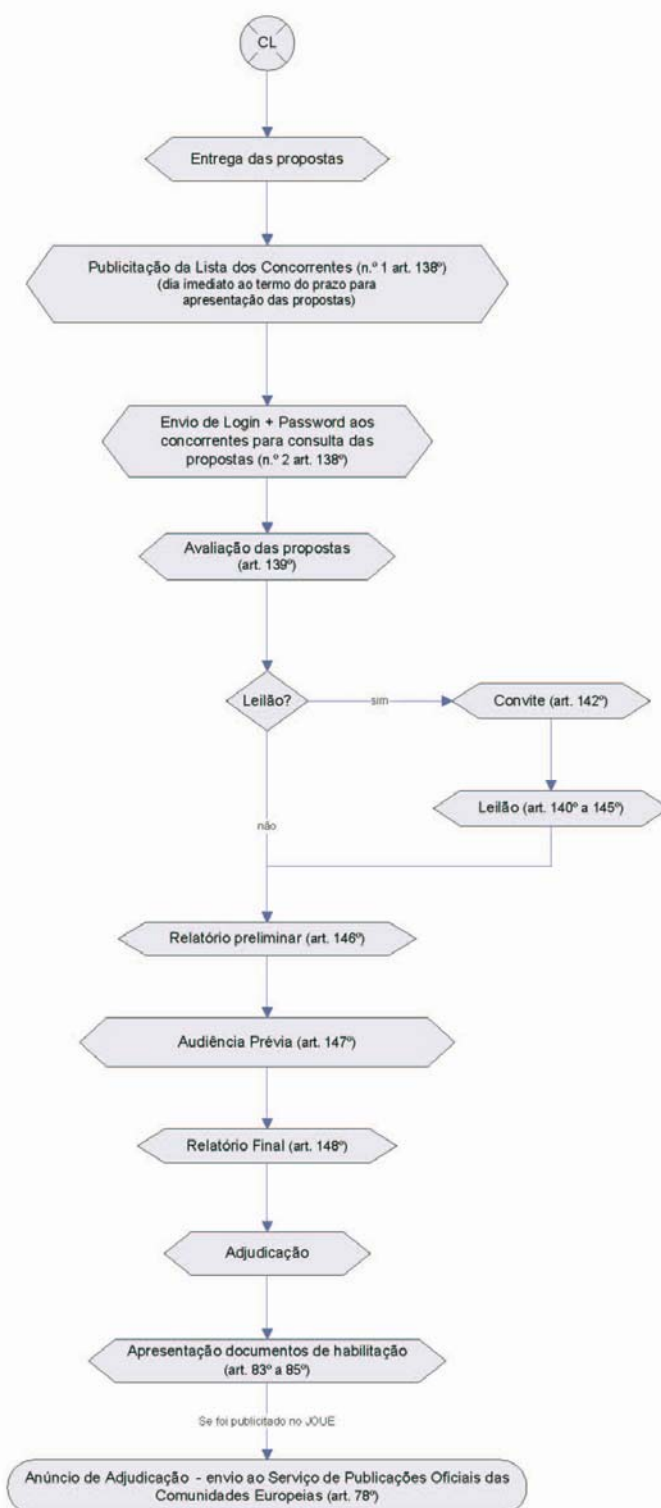 CL
Entrega das propostas
Publicitação da Lista dos Concorrentes (n.º 1 art. 138º)
(dia imediato ao termo do prazo para
apresentação das propostas)
Envio de Login + Password aos
concorrentes para consulta das
propostas (n.º 2 art. 138º)
Avaliação das propostas
(art. 139º)
Leilão?
sim
Convite (art. 142º)
Leilão (art. 140º a 145º)
não
Relatório preliminar (art. 146º)
Audiência Prévia (art. 147º)
Relatório Final (art. 148º)
Adjudicação
Apresentação documentos de habilitação
(art. 83º a 85º)
Se foi publicitado no JOUE
Anúncio de Adjudicação - envio ao Serviço de Publicações Oficiais das
Comunidades Europeias (art. 78º)